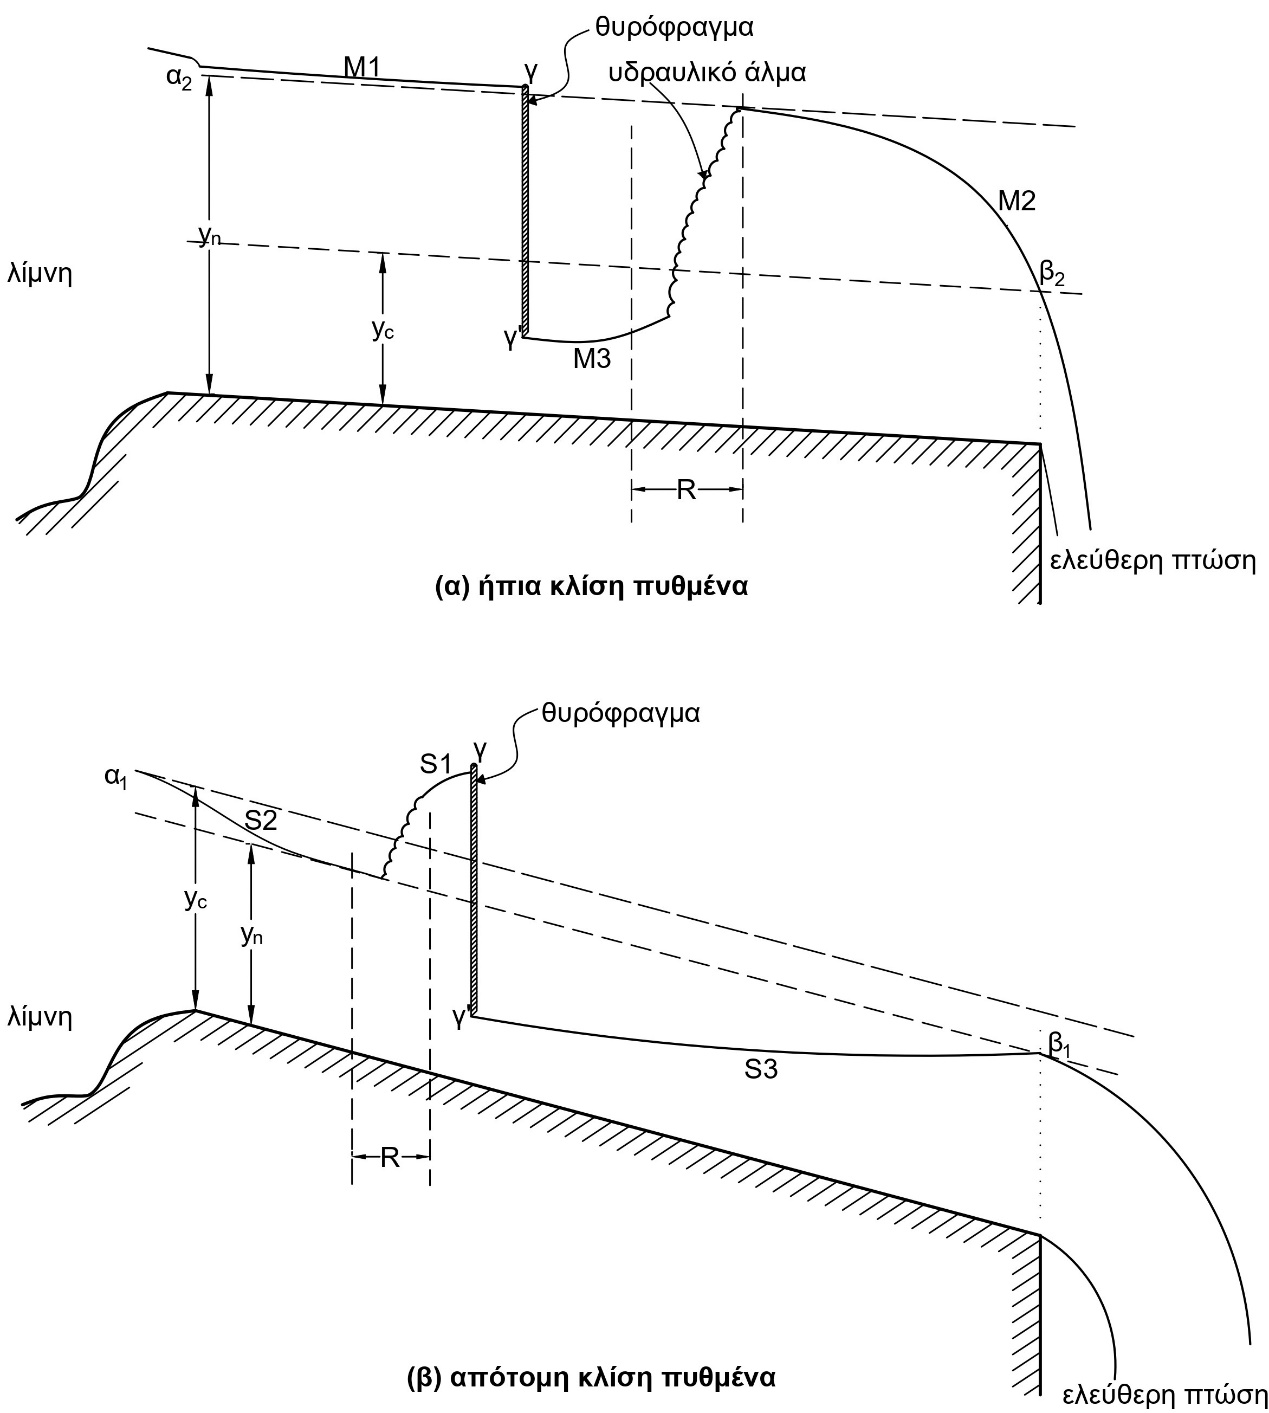 θυρόφραγμα
υδραυλικό άλμα
M1
γ
α2
M2
yn
β2
λίμνη
yc
γ'
M3
R
ελεύθερη πτώση
(α) ήπια κλίση πυθμένα
θυρόφραγμα
γ
S1
α1
S2
yc
yn
λίμνη
γ'
β1
S3
R
(β) απότομη κλίση πυθμένα
ελεύθερη πτώση